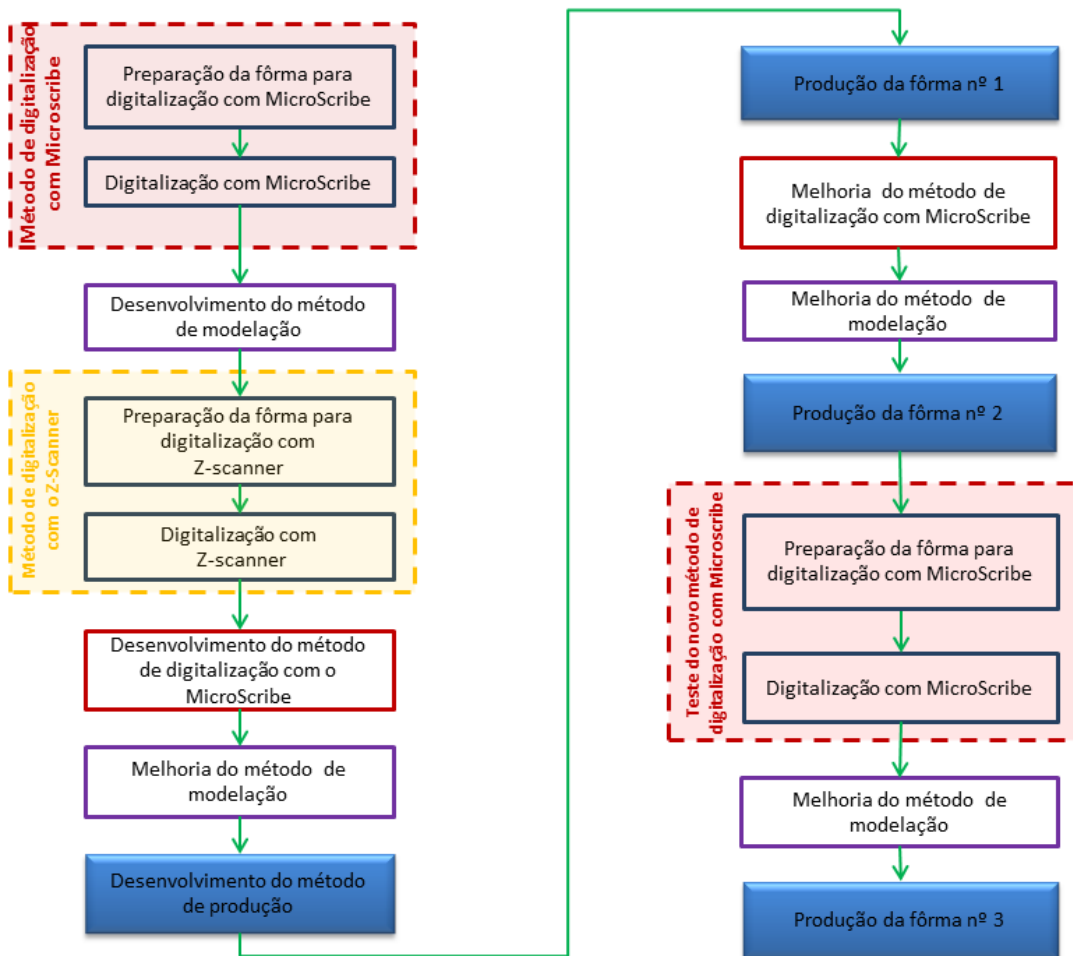 Método de digitalização
com Microscribe
Preparação da fôrma para
digitalização com MicroScribe
Digitalização com MicroScribe
Desenvolvimento do método
de modelação
Método de digitalização
com o Z-Scanner
Preparação da fôrma para
digitalização com
Z-scanner
Digitalização com
Z-scanner
Desenvolvimento do método
de digitalização com o
MicroScribe
Melhoria do método de
modelação
Desenvolvimento do método
de produção
Produção da fôrma nº 1
Melhoria do método de
digitalização com MicroScribe
Melhoria do método de
modelação
Produção da fôrma nº 2
Teste do novo método de
digitalização com Microscribe
Preparação da fôrma para
digitalização com MicroScribe
Digitalização com MicroScribe
Melhoria do método de
modelação
Produção da fôrma nº 3